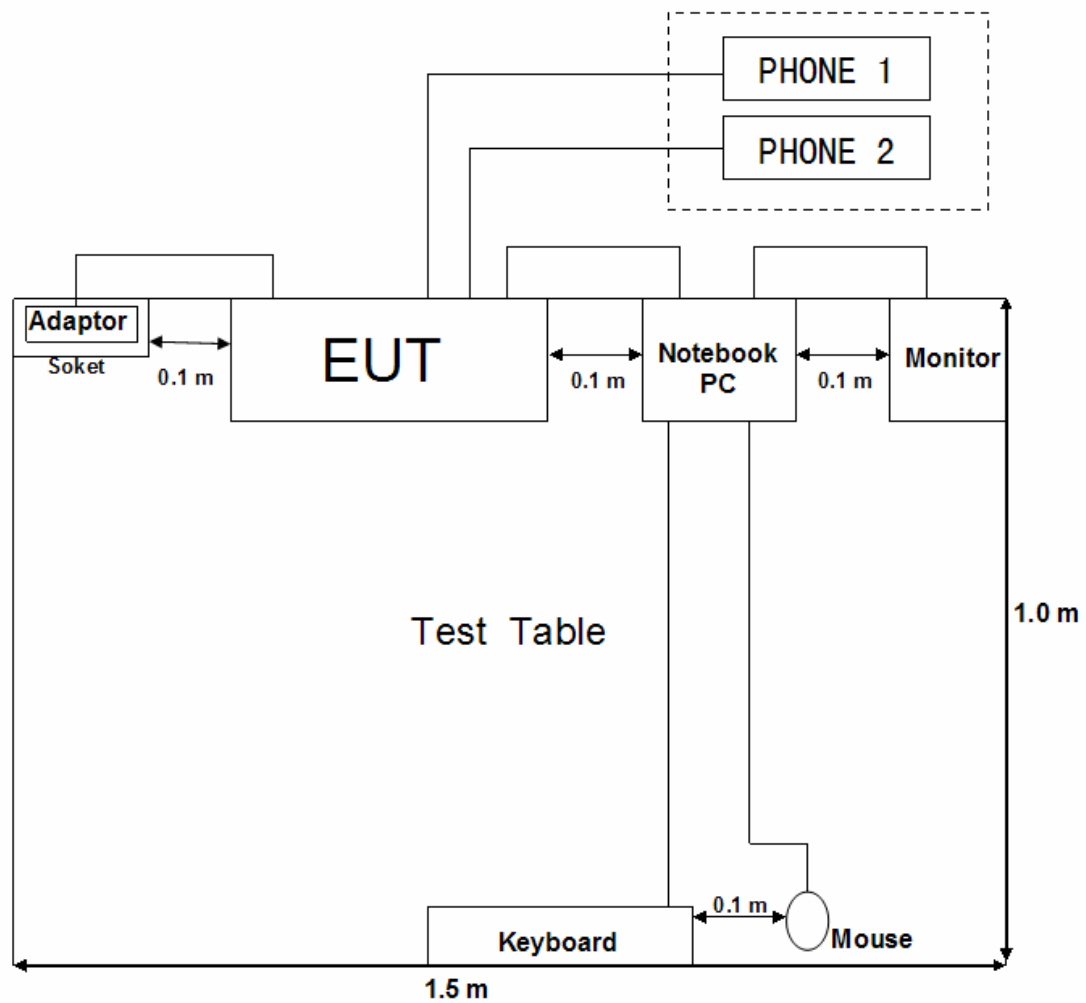 PHONE 1
PHONE 2
Adaptor
Soket
0.1 m
EUT
0.1 m
Notebook
PC
0.1 m
Monitor
1.0 m
Test Table
0.1 m
Keyboard
Mouse
1.5 m